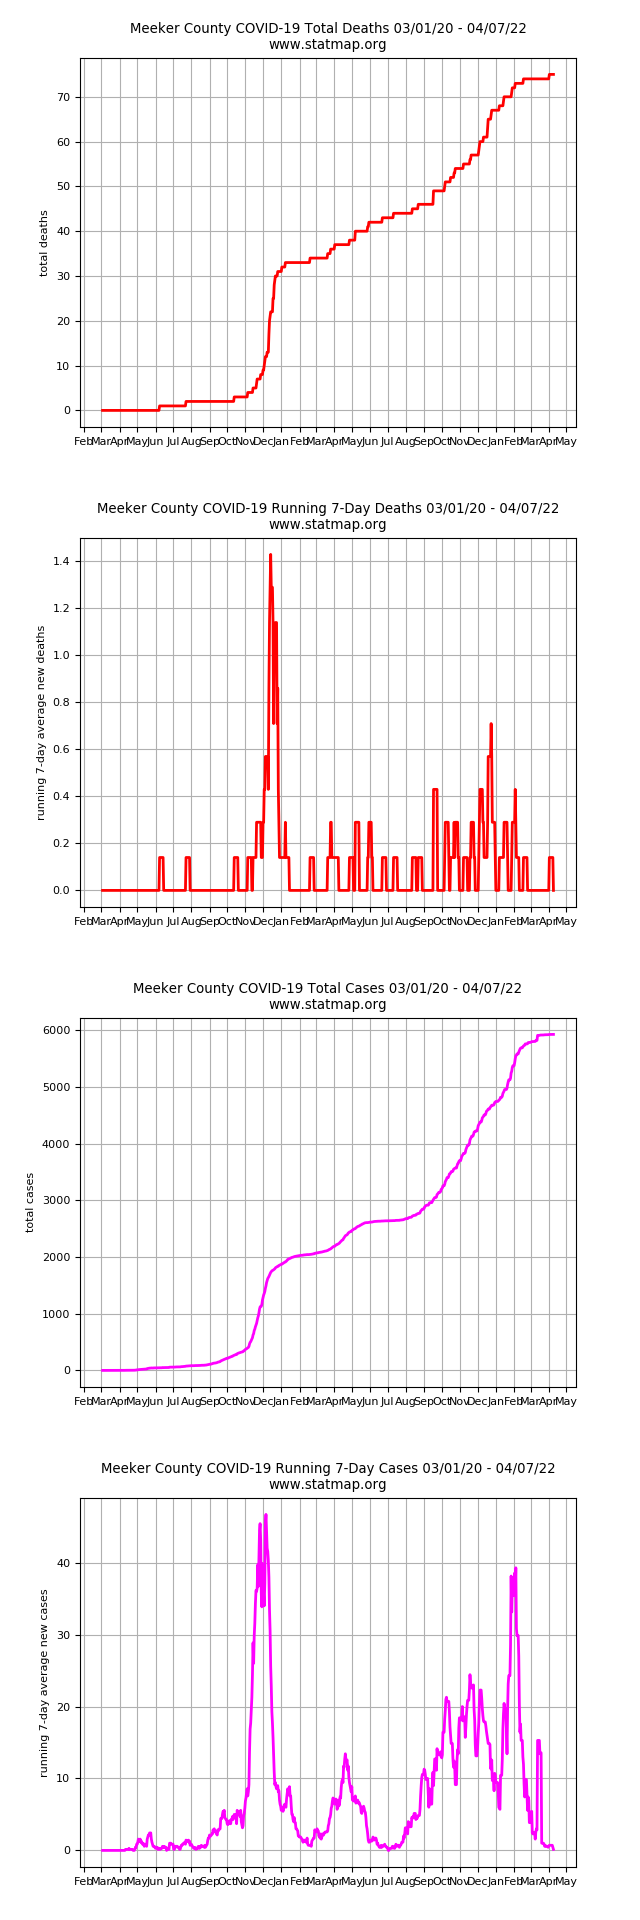 Meeker County COVID-19 Total Deaths 03/01/20 - 04/07/22
www.statmap.org
70
60
50
40
30
20
10
0
total deaths
Feb Mar Apr May Jun Jul Aug Sep Oct Nov Dec Jan Feb Mar Apr May Jun Jul Aug Sep Oct Nov Dec Jan Feb Mar Apr May
Meeker County COVID-19 Running 7-Day Deaths 03/01/20 - 04/07/22
www.statmap.org
1.4
1.2
1.0
0.8
0.6
0.4
0.2
0.0
running 7-day average new deaths
Feb Mar Apr May Jun Jul Aug Sep Oct Nov Dec Jan Feb Mar Apr May Jun Jul Aug Sep Oct Nov Dec Jan Feb Mar Apr May
Meeker County COVID-19 Total Cases 03/01/20 - 04/07/22
www.statmap.org
6000
5000
4000
3000
2000
1000
0
total cases
Feb Mar Apr May Jun Jul Aug Sep Oct Nov Dec Jan Feb Mar Apr May Jun Jul Aug Sep Oct Nov Dec Jan Feb Mar Apr May
Meeker County COVID-19 Running 7-Day Cases 03/01/20 - 04/07/22
www.statmap.org
40
30
20
10
0
running 7-day average new cases
Feb Mar Apr May Jun Jul Aug Sep Oct Nov Dec Jan Feb Mar Apr May Jun Jul Aug Sep Oct Nov Dec Jan Feb Mar Apr May